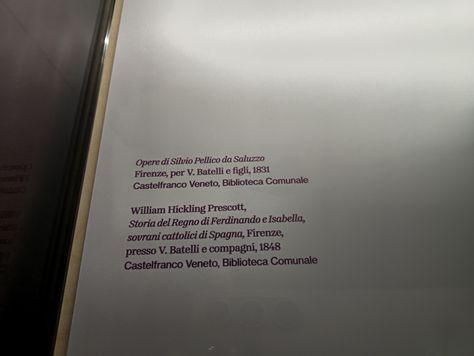 Opere di Silvio Pellico da Saluzzo
Firenze, per V. Batelli e figli, 1831
Castelfranco Veneto, Biblioteca Comunale
William Hickling Prescott,
Storia del Regno di Ferdinando e Isabella,
sovrani cattolici di Spagna, Firenze,
presso V. Batelli e compagni, 1848
Castelfranco Veneto, Biblioteca Comunale